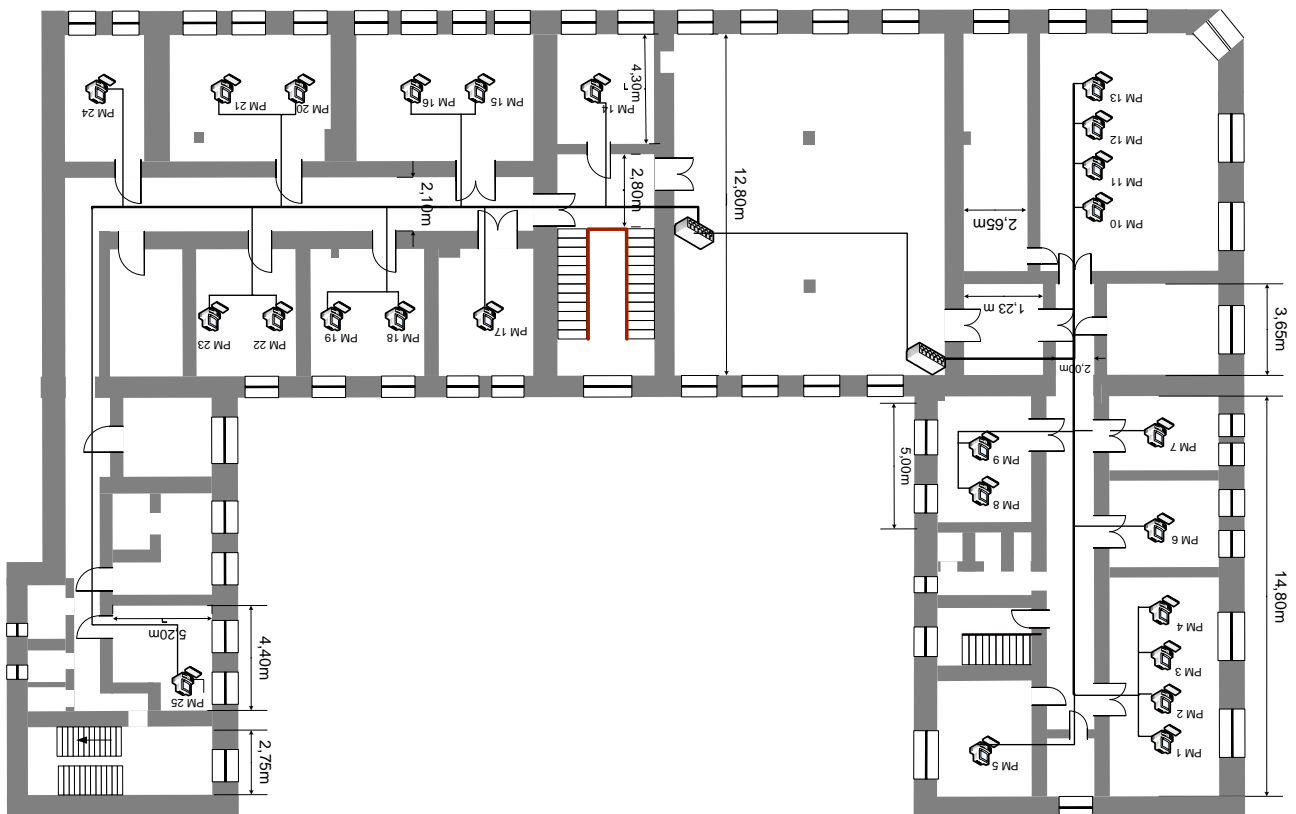 PM 24
PM 21
PM 20
PM 16
PM 15
PM 14
4,30m
PM 13
PM 12
PM 11
PM 10
2,10m
2,80m
12,80m
2,65m
1,23 m
3,65m
2,00m
PM 23
PM 22
PM 19
PM 18
PM 17
PM 9
PM 8
5,00m
PM 7
PM 6
14,80m
PM 4
PM 3
PM 2
PM 1
PM 5
5,20m
4,40m
PM 25
2,75m